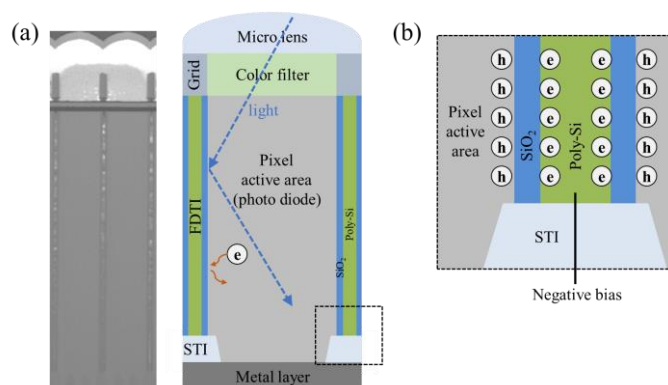 (a)
Micro lens
Grid
Color filter
light
Pixel
active area
(photo diode)
FDTI
Poly-Si
SiO2
e
STI
Metal layer
(b)
h e e h
h e e h
h e e h
h e e h
h e e h
Pixel
active
area
SiO2
Poly-Si
STI
Negative bias